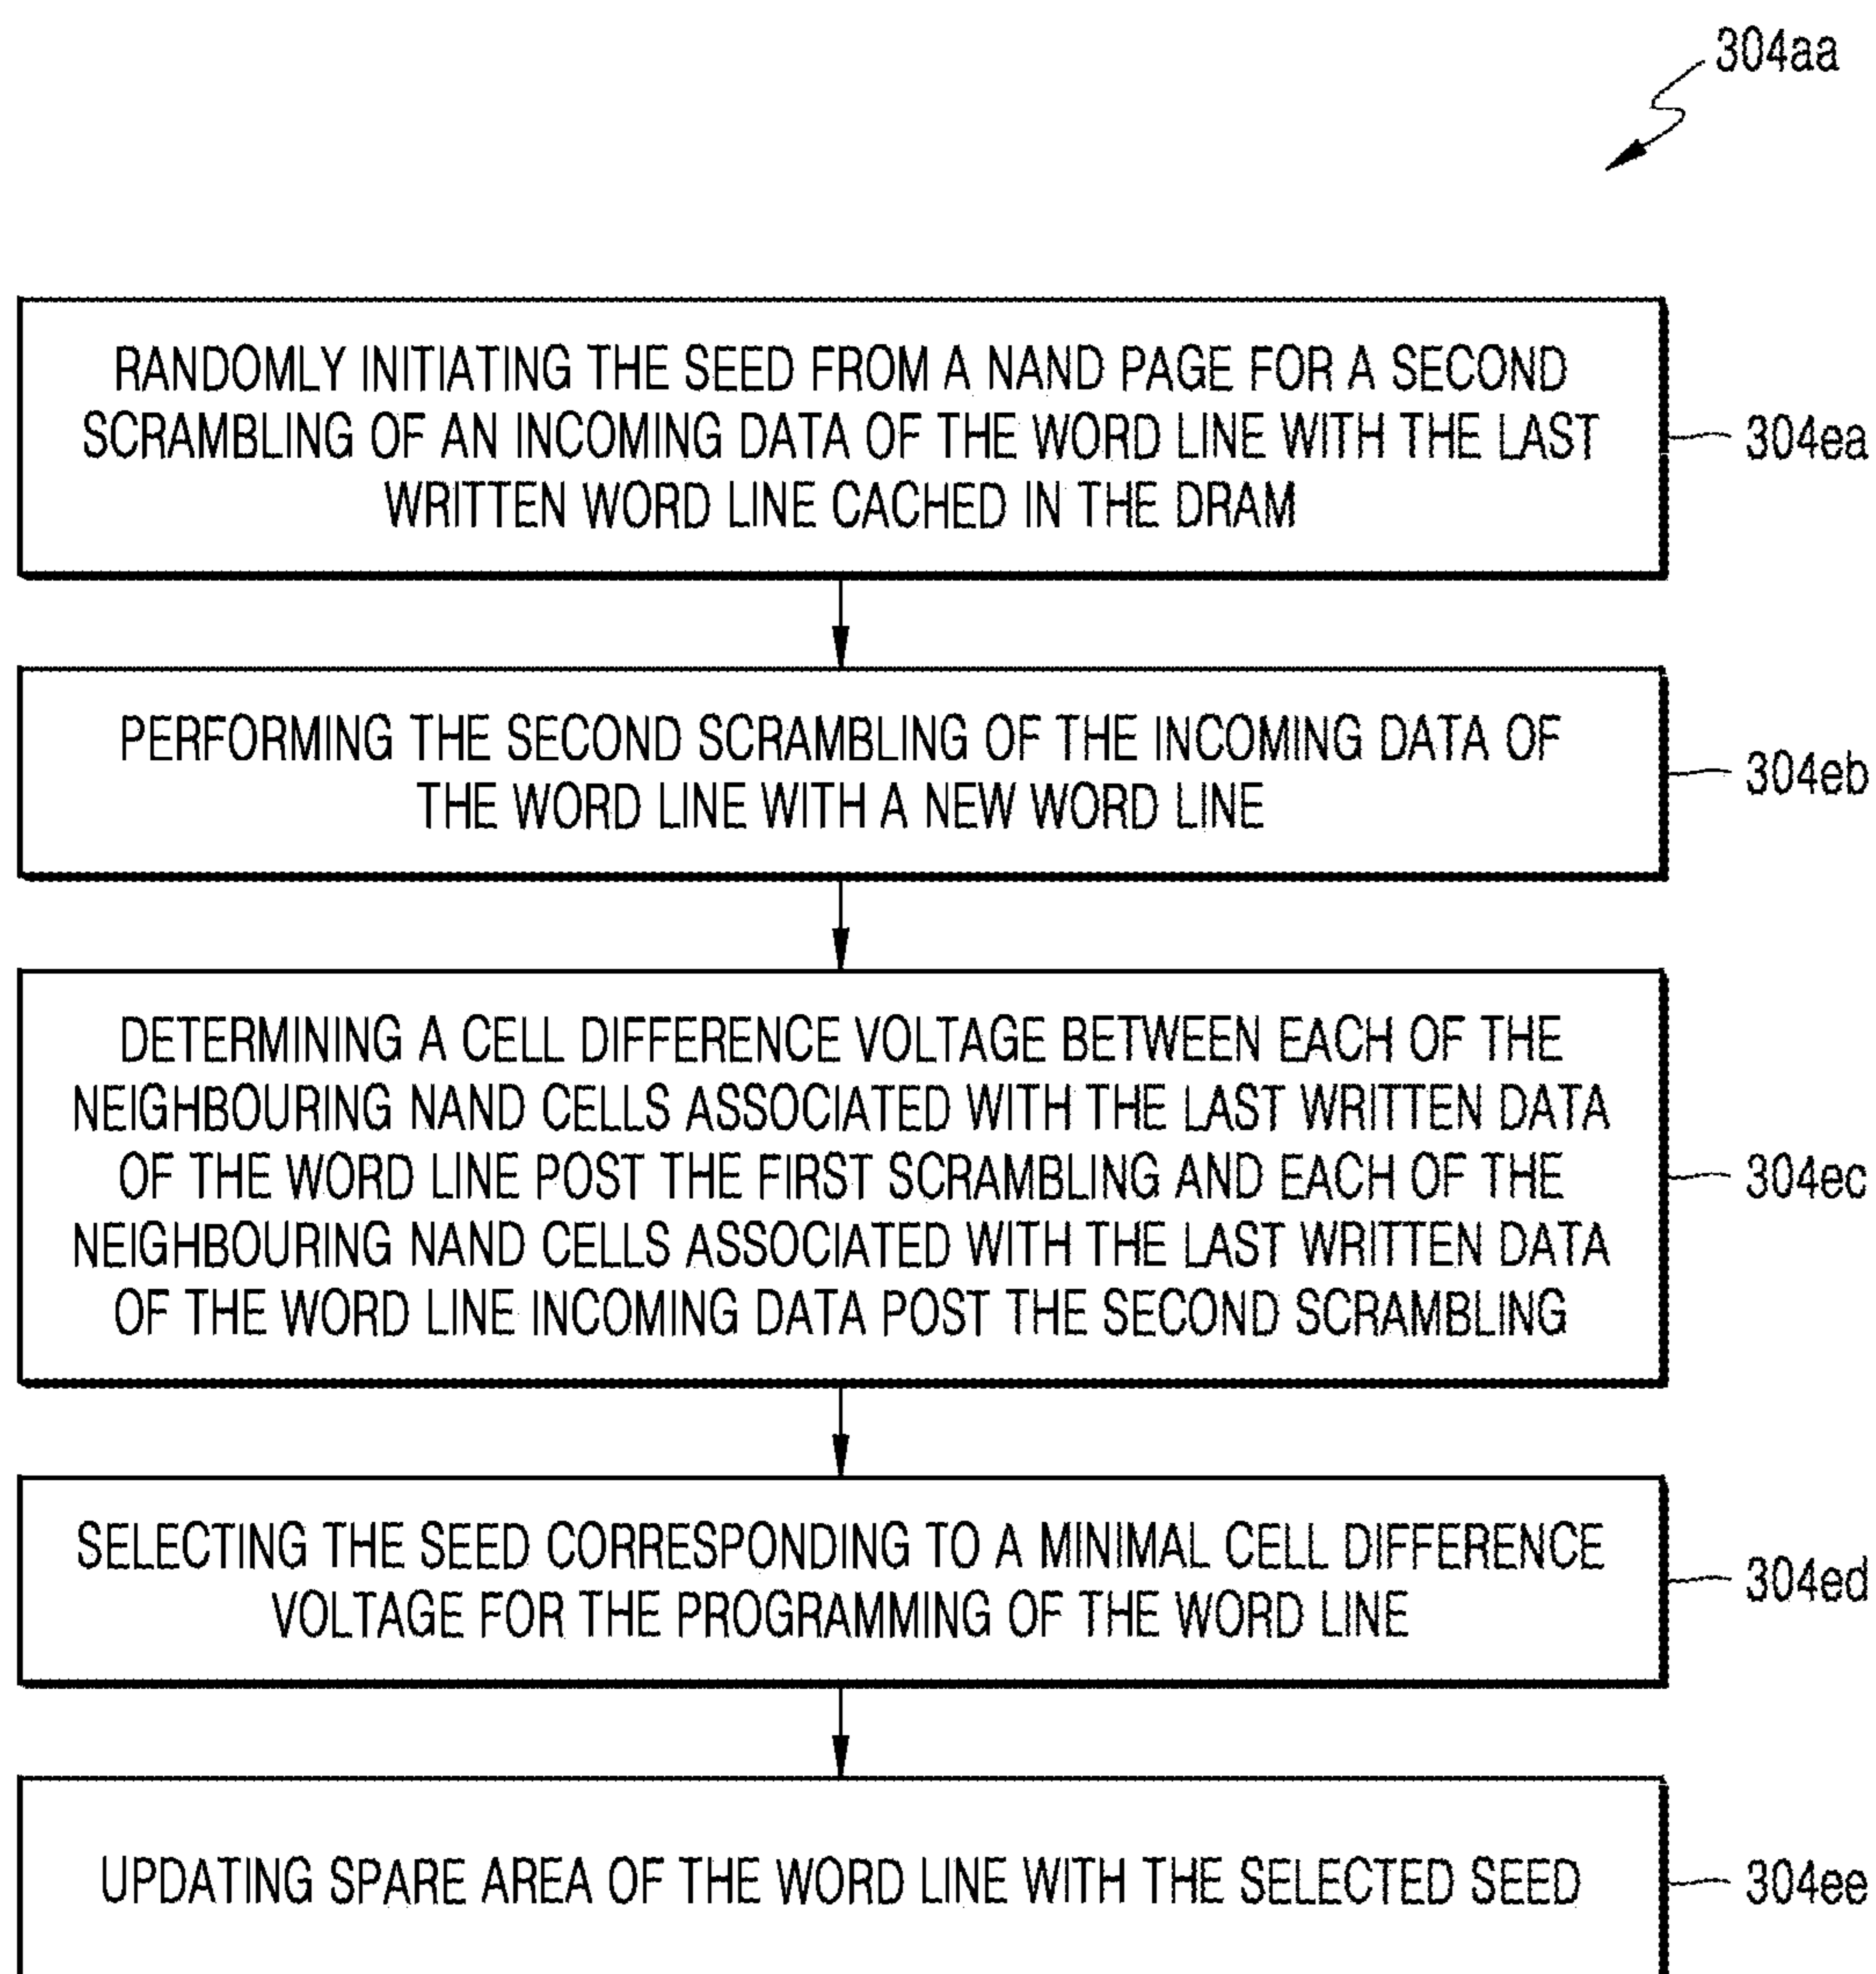 304aa
RANDOMLY INITIATING THE SEED FROM A NAND PAGE FOR A SECOND
SCRAMBLING OF AN INCOMING DATA OF THE WORD LINE WITH THE LAST
WRITTEN WORD LINE CACHED IN THE DRAM
304ea
PERFORMING THE SECOND SCRAMBLING OF THE INCOMING DATA OF
THE WORD LINE WITH A NEW WORD LINE
304eb
DETERMINING A CELL DIFFERENCE VOLTAGE BETWEEN EACH OF THE
NEIGHBOURING NAND CELLS ASSOCIATED WITH THE LAST WRITTEN DATA
OF THE WORD LINE POST THE FIRST SCRAMBLING AND EACH OF THE
NEIGHBOURING NAND CELLS ASSOCIATED WITH THE LAST WRITTEN DATA
OF THE WORD LINE INCOMING DATA POST THE SECOND SCRAMBLING
304ec
SELECTING THE SEED CORRESPONDING TO A MINIMAL CELL DIFFERENCE
VOLTAGE FOR THE PROGRAMMING OF THE WORD LINE
304ed
UPDATING SPARE AREA OF THE WORD LINE WITH THE SELECTED SEED
304ee